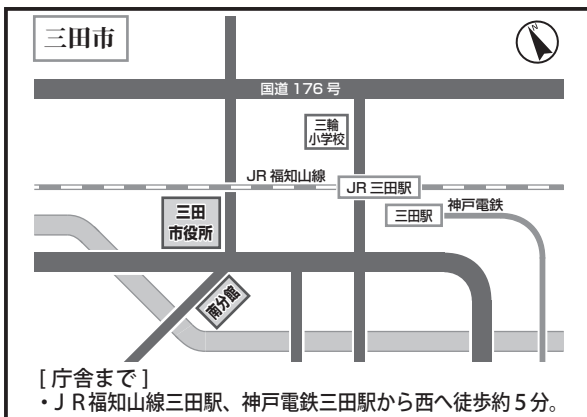 三田市
N
国道 176 号
三輪
小学校
JR 福知山線
JR 三田駅
三田
市役所
三田駅
神戸電鉄
南分館
[ 庁舎まで ]
・ＪＲ福知山線三田駅、神戸電鉄三田駅から西へ徒歩約 5 分。